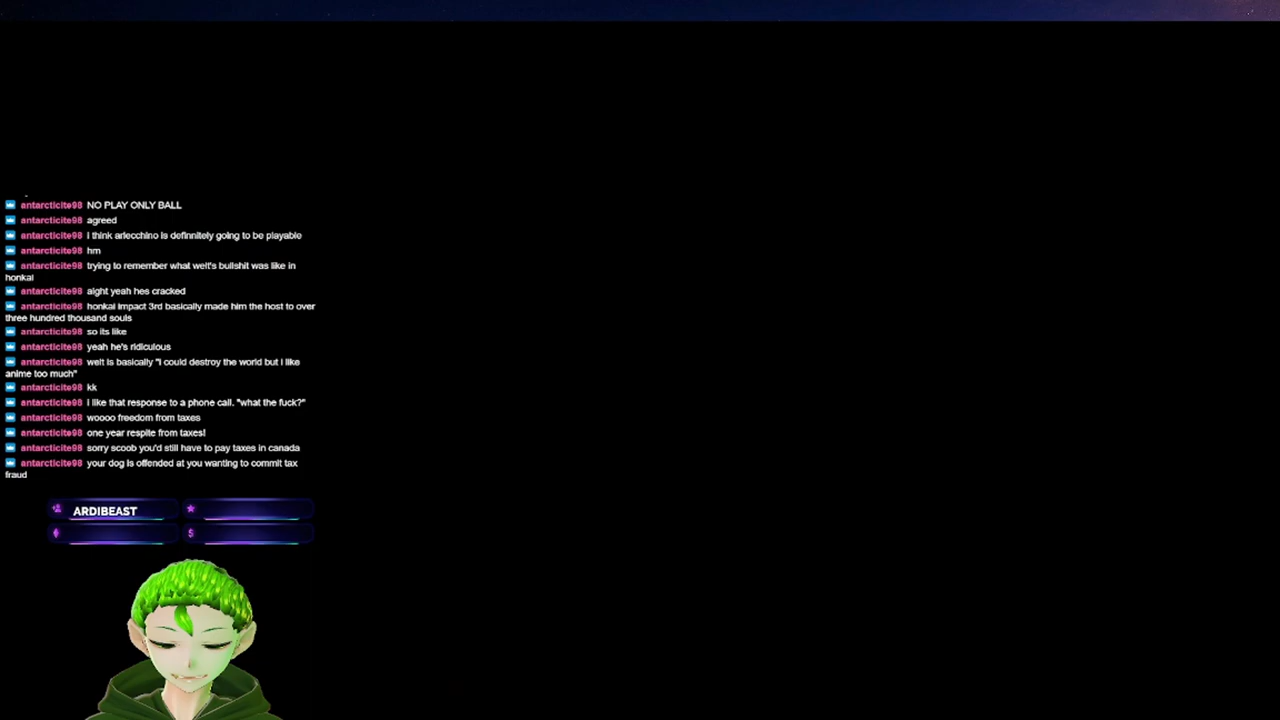 antarcticite98 NO PLAY ONLY BALL
antarcticite98 agreed
antarcticite98 i think arlecchino is definnitely going to be playable
antarcticite98 hm
antarcticite98 trying to remember what welt's bullshit was like in
honkai
antarcticite98 aight yeah hes cracked
antarcticite98 honkai impact 3rd basically made him the host to over
three hundred thousand souls
antarcticite98 so its like
antarcticite98 yeah he's ridiculous
antarcticite98 welt is basically "I could destroy the world but i like
anime too much"
antarcticite98 kk
antarcticite98 i like that response to a phone call. "what the fuck?"
antarcticite98 woooo freedom from taxes
antarcticite98 one year respite from taxes!
antarcticite98 sorry scoob you'd still have to pay taxes in canada
antarcticite98 your dog is offended at you wanting to commit tax
fraud
ARDIBEAST
$